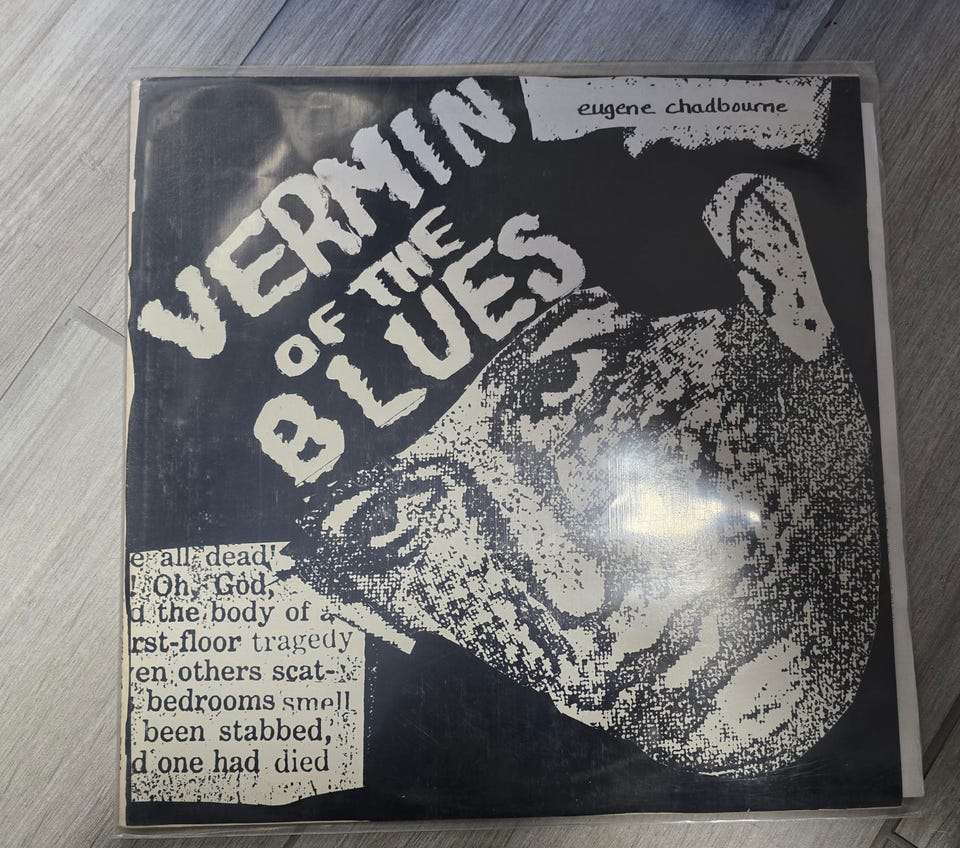 eugene chadbourne
VERMIN
OF THE
BLUES
e all dead!
! Oh, God,
d the body of a
rst-floor tragedy
en others scat-
bedrooms smell
been stabbed,
d one had died